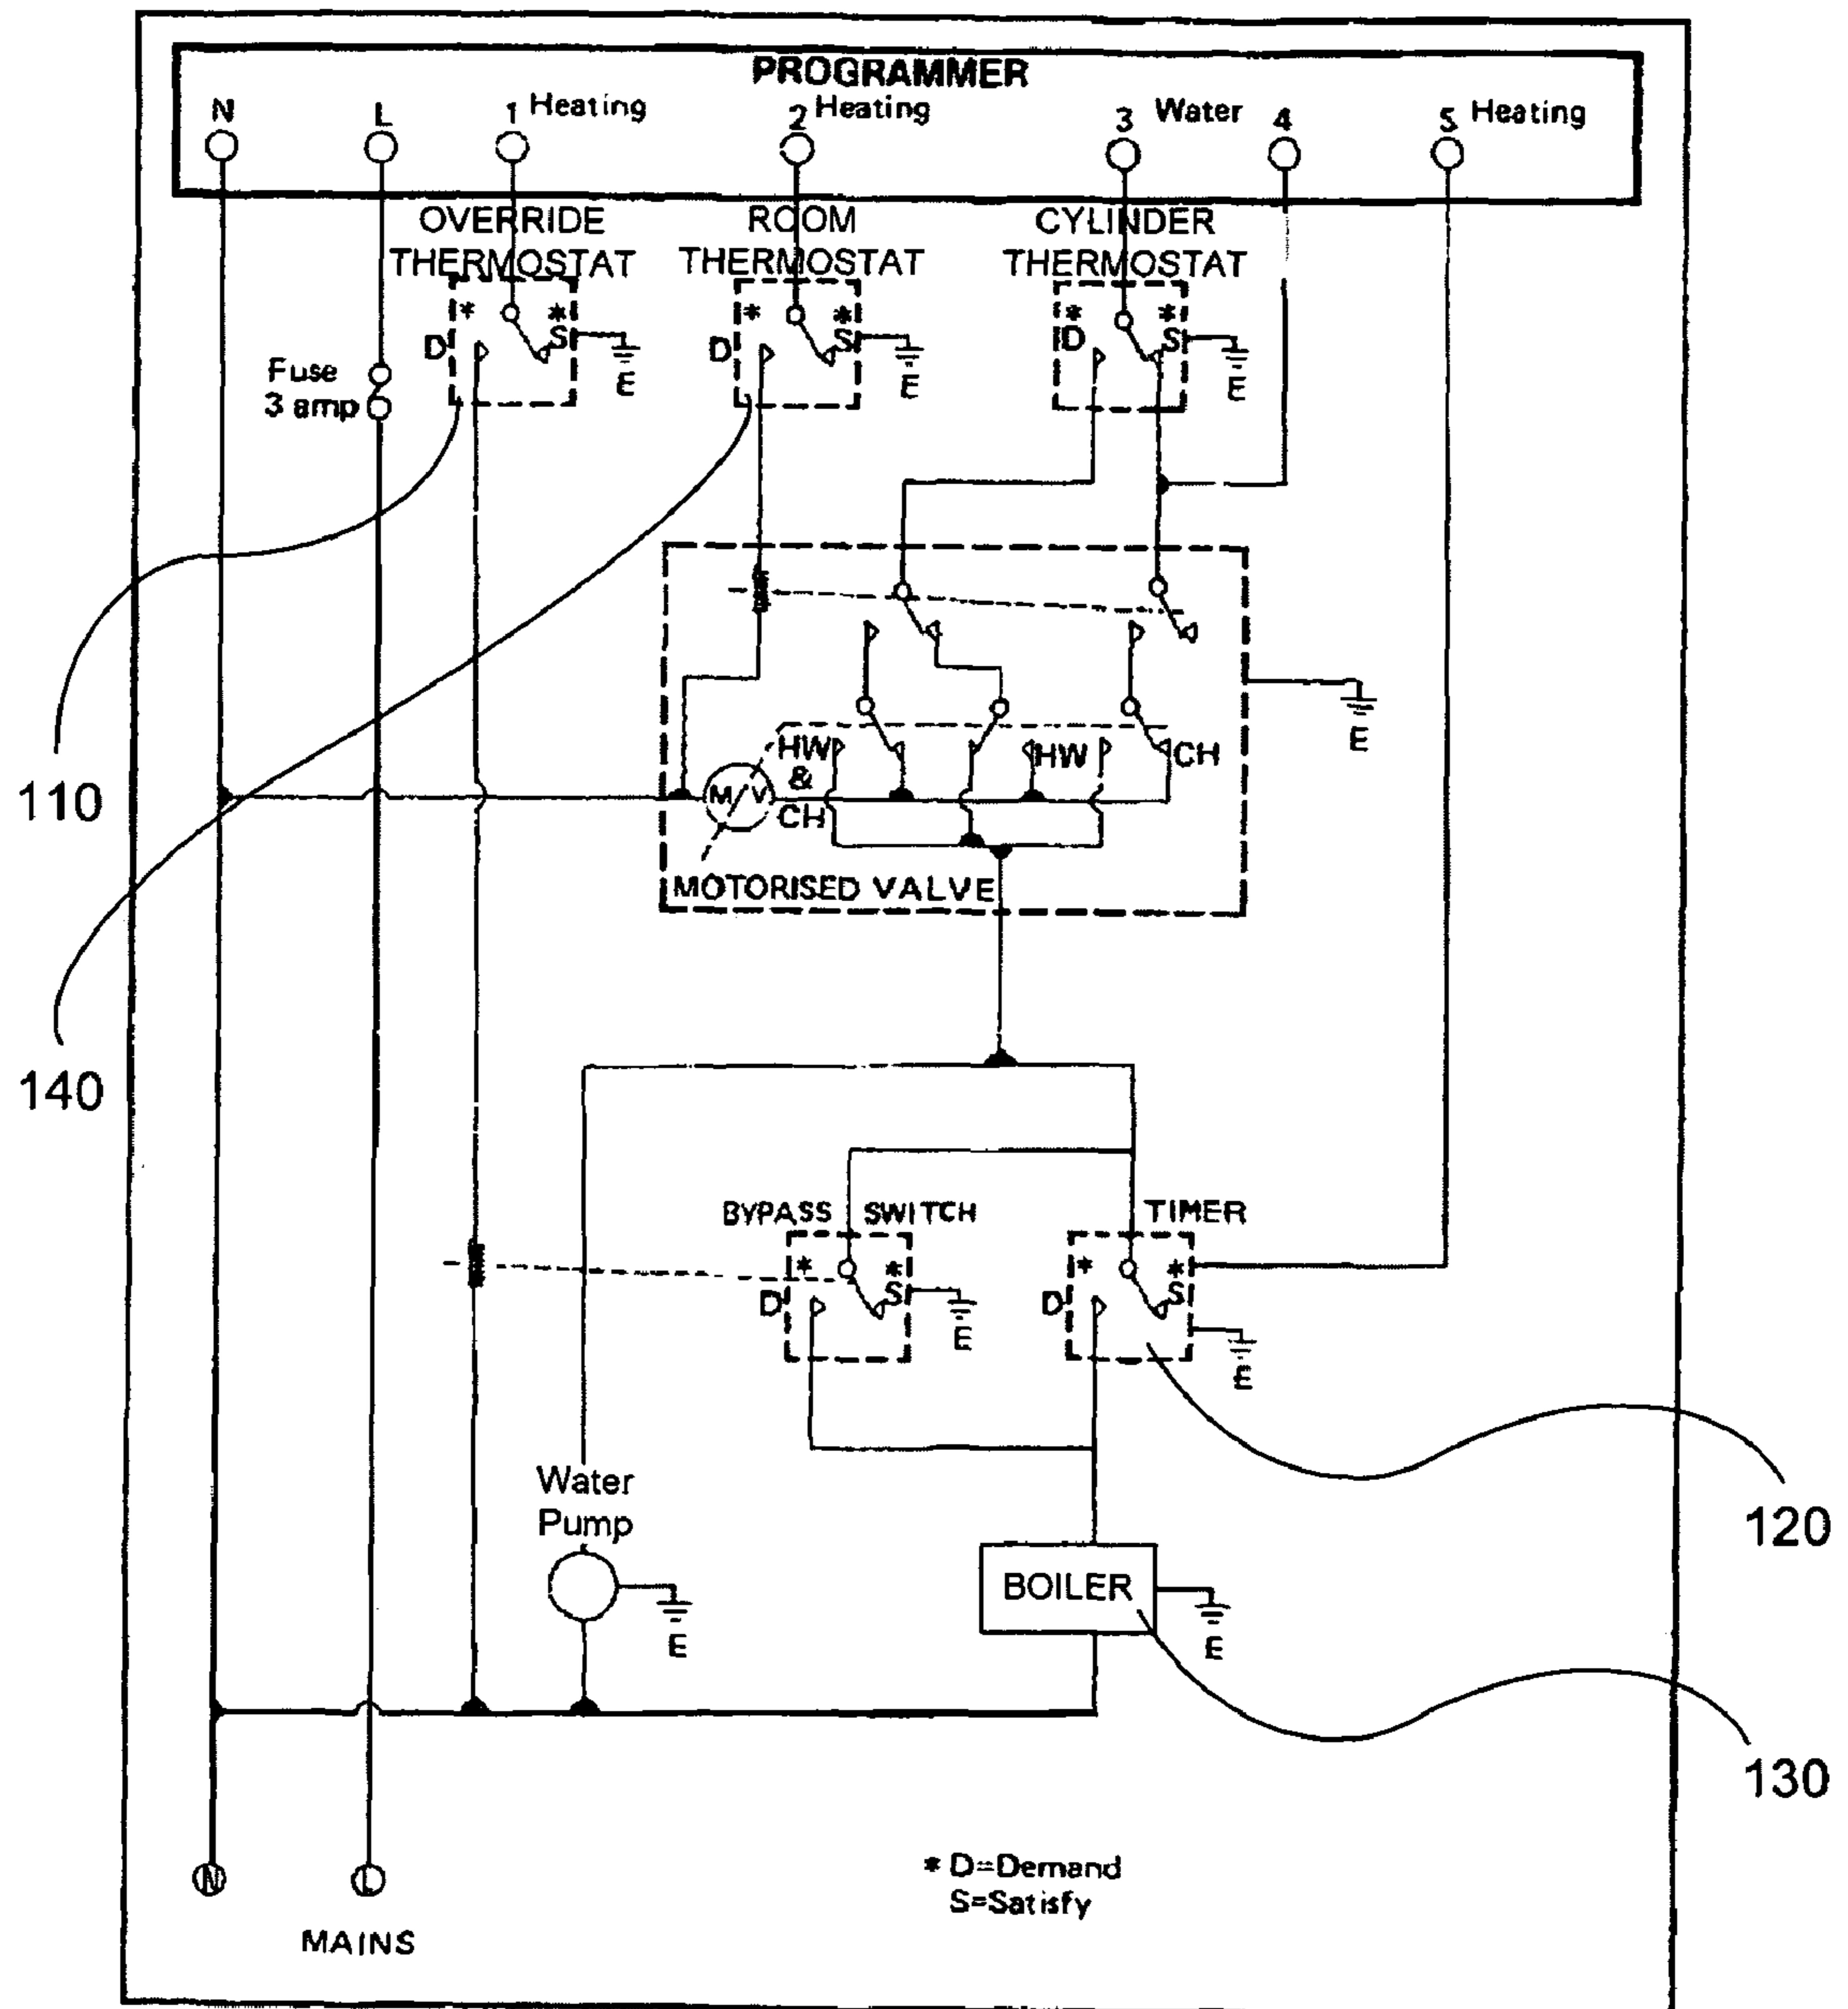 PROGRAMMER
N L 1 Heating 2 Heating 3 Water 4 5 Heating
OVERRIDE THERMOSTAT
ROOM THERMOSTAT
CYLINDER THERMOSTAT
* * * * * *
D S D S D S
E E E
Fuse
3 amp
HW & CH
HW
CH
E
M V
110
MOTORISED VALVE
140
BYPASS SWITCH
TIMER
* * * *
D S D S
E E
Water
Pump
120
BOILER
E E
130
N L
* D=Demand
S=Satisfy
MAINS